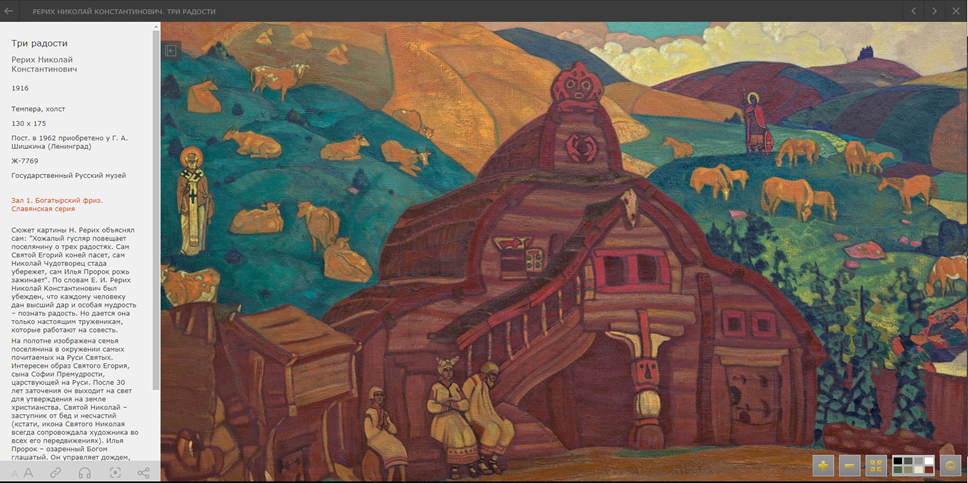 РЕРИХ НИКОЛАЙ КОНСТАНТИНОВИЧ. ТРИ РАДОСТИ
Три радости
Рерих Николай
Константинович
1916
Темпера, холст
130 х 175
Пост. в 1962 приобретено у Г. А.
Шишкина (Ленинград)
Ж-7769
Государственный Русский музей
Зал 1. Богатырский фриз.
Славянская серия
Сюжет картины Н. Рерих объяснял
сам: "Хожалый гусляр повещает
поселянину о трех радостях. Сам
Святой Егорий коней пасет, сам
Николай Чудотворец стада
убережет, сам Илья Пророк рожь
зажинает". По словам Е. И. Рерих
Николай Константинович был
убежден, что каждому человеку
дан высший дар и особая мудрость
– познать радость. Но дается она
только настоящим труженикам,
которые работают на совесть.
На полотне изображена семья
поселянина в окружении самых
почитаемых на Руси Святых.
Интересен образ Святого Егория,
сына Софии Премудрости,
царствующей на Руси. После 30
лет заточения он выходит на свет
для утверждения на земле
христианства. Святой Николай –
заступник от бед и несчастий
(кстати, икона Святого Николая
всегда сопровождала художника во
всех его передвижениях). Илья
Пророк – озаренный Богом
глашатый. Он управляет дождем,
A A